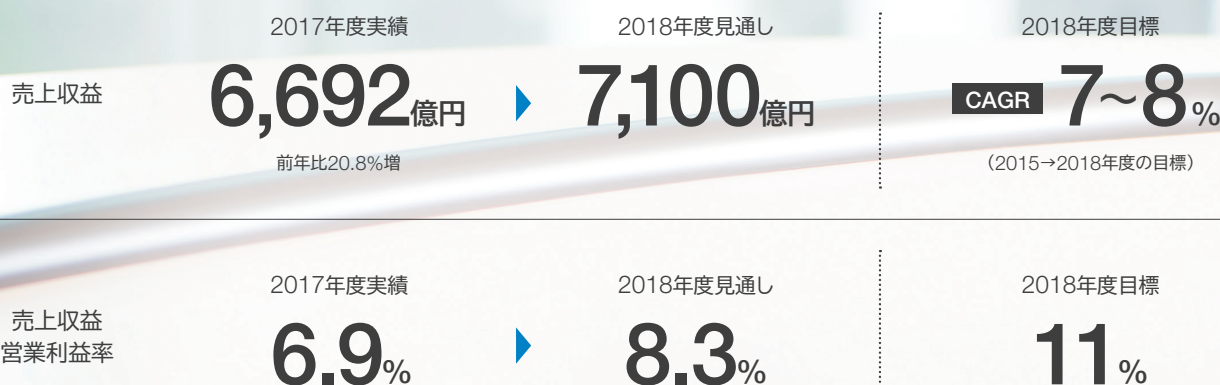 2017年度実績
2018年度見通し
2018年度目標
売上収益
6,692億円
7,100億円
CAGR 7~8%
前年比20.8%増
(2015→2018年度の目標)
2017年度実績
2018年度見通し
2018年度目標
売上収益
営業利益率
6.9%
8.3%
11%